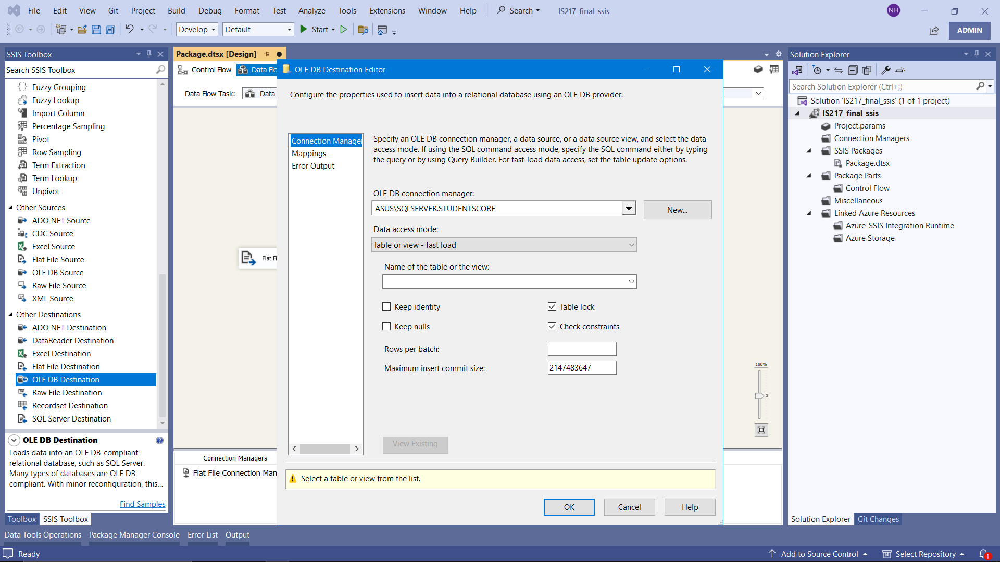 File Edit View Git Project Build Debug Format Test Analyze Tools Extensions Window Help Search IS217_final_ssis NH
Develop Default Start ADMIN
SSIS Toolbox
Search SSIS Toolbox
Fuzzy Grouping
Fuzzy Lookup
Import Column
Percentage Sampling
Pivot
Row Sampling
Term Extraction
Term Lookup
Unpivot
Other Sources
ADO NET Source
CDC Source
Excel Source
Flat File Source
OLE DB Source
Raw File Source
XML Source
Other Destinations
ADO NET Destination
DataReader Destination
Excel Destination
Flat File Destination
OLE DB Destination
Raw File Destination
Recordset Destination
SQL Server Destination
OLE DB Destination
Loads data into an OLE DB-compliant
relational database, such as SQL Server.
Many types of databases are OLE DB-
compliant. With minor reconfiguration, this...
Find Samples
Toolbox SSIS Toolbox
Package.dtsx [Design]
Control Flow Data Flo
Data Flow Task: Data
Flat Fi
100%
Connection Managers
Flat File Connection Man
OLE DB Destination Editor
Configure the properties used to insert data into a relational database using an OLE DB provider.
Connection Manager
Mappings
Error Output
Specify an OLE DB connection manager, a data source, or a data source view, and select the data
access mode. If using the SQL command access mode, specify the SQL command either by typing
the query or by using Query Builder. For fast-load data access, set the table update options.
OLE DB connection manager:
ASUS\SQLSERVER.STUDENTSCORE New...
Data access mode:
Table or view - fast load
Name of the table or the view:
Keep identity Table lock
Keep nulls Check constraints
Rows per batch:
Maximum insert commit size: 2147483647
View Existing
Select a table or view from the list.
OK Cancel Help
Solution Explorer
Search Solution Explorer (Ctrl+;)
Solution 'IS217_final_ssis' (1 of 1 project)
IS217_final_ssis
Project.params
Connection Managers
SSIS Packages
Package.dtsx
Package Parts
Control Flow
Miscellaneous
Linked Azure Resources
Azure-SSIS Integration Runtime
Azure Storage
Solution Explorer Git Changes
Data Tools Operations Package Manager Console Error List Output
Ready Add to Source Control Select Repository 1